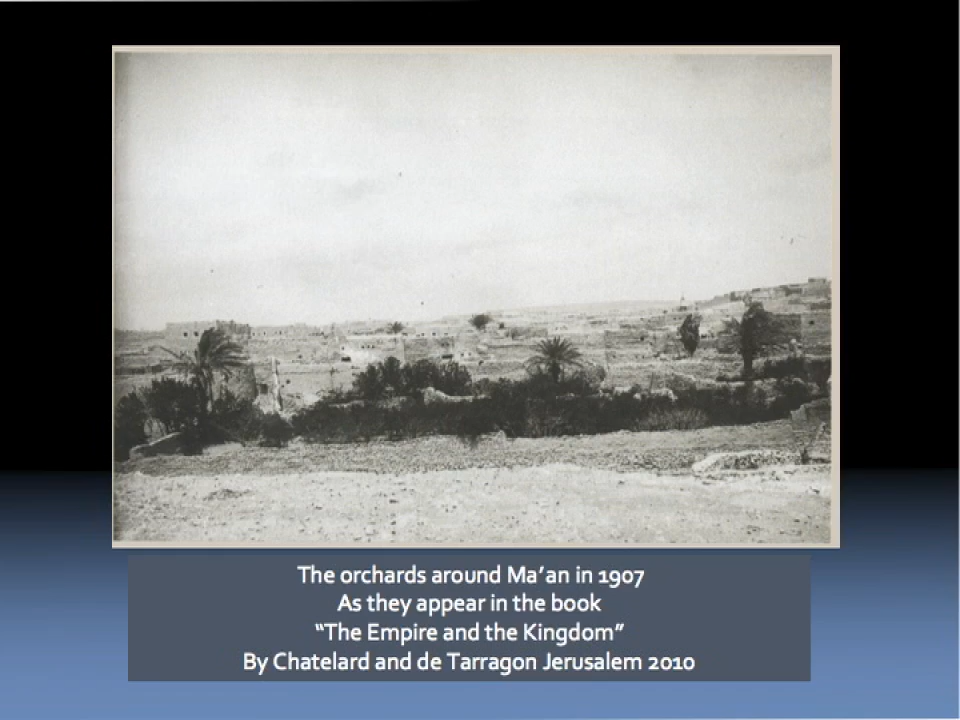 The orchards around Ma’an in 1907
As they appear in the book
“The Empire and the Kingdom”
By Chatelard and de Tarragon Jerusalem 2010